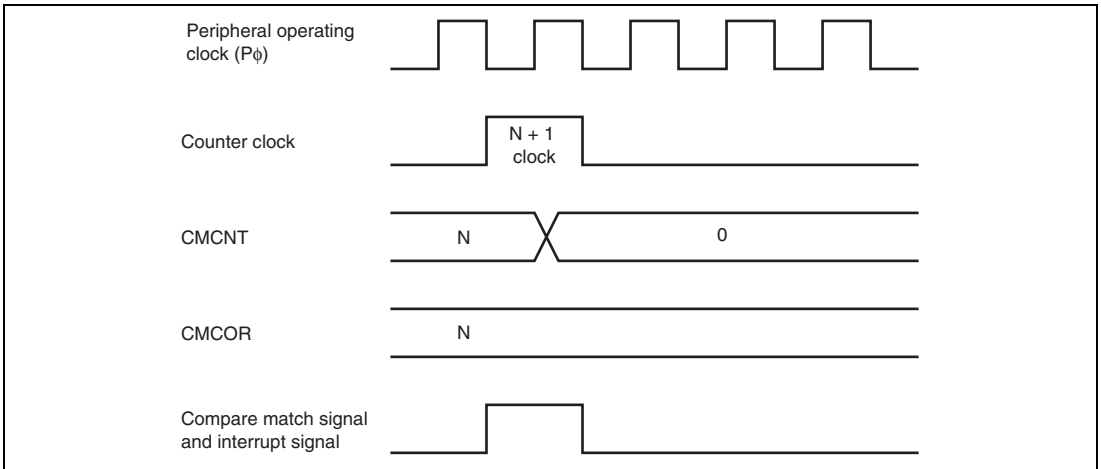 Peripheral operating
clock (Pφ)
Counter clock
N + 1
clock
CMCNT
N
0
CMCOR
N
Compare match signal
and interrupt signal